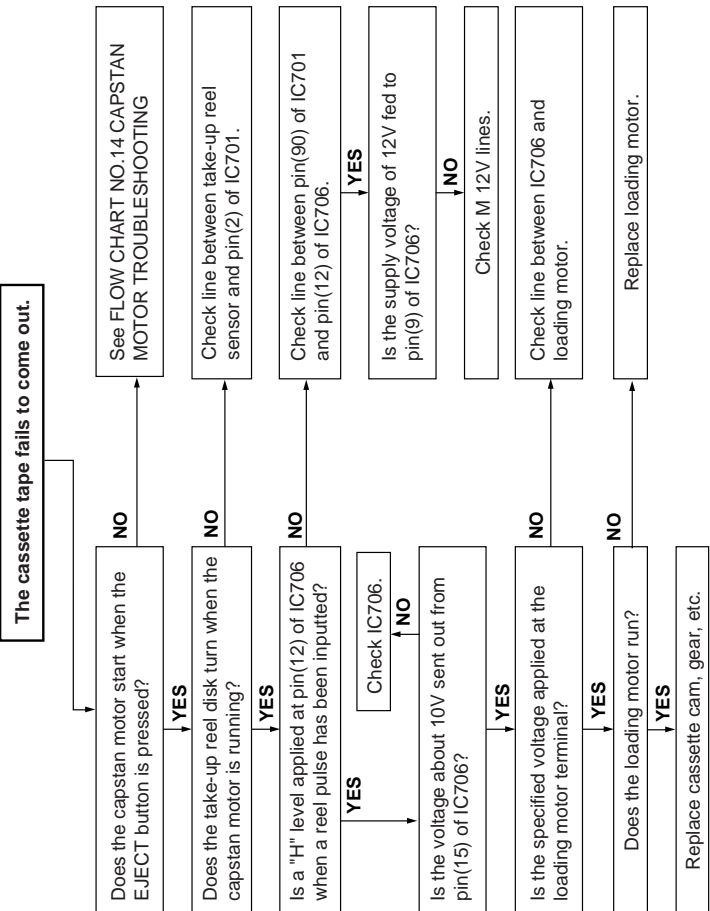 The cassette tape fails to come out.
Does the capstan motor start when the
EJECT button is pressed?
NO
See FLOW CHART NO.14 CAPSTAN
MOTOR TROUBLESHOOTING
YES
Does the take-up reel disk turn when the
capstan motor is running?
NO
Check line between take-up reel
sensor and pin(2) of IC701.
YES
Is a "H" level applied at pin(12) of IC706
when a reel pulse has been inputted?
NO
Check line between pin(90) of IC701
and pin(12) of IC706.
YES
YES
Check IC706.
NO
Is the supply voltage of 12V fed to
pin(9) of IC706?
NO
Check M 12V lines.
Is the voltage about 10V sent out from
pin(15) of IC706?
YES
Is the specified voltage applied at the
loading motor terminal?
NO
Check line between IC706 and
loading motor.
YES
Does the loading motor run?
NO
Replace loading motor.
YES
Replace cassette cam, gear, etc.